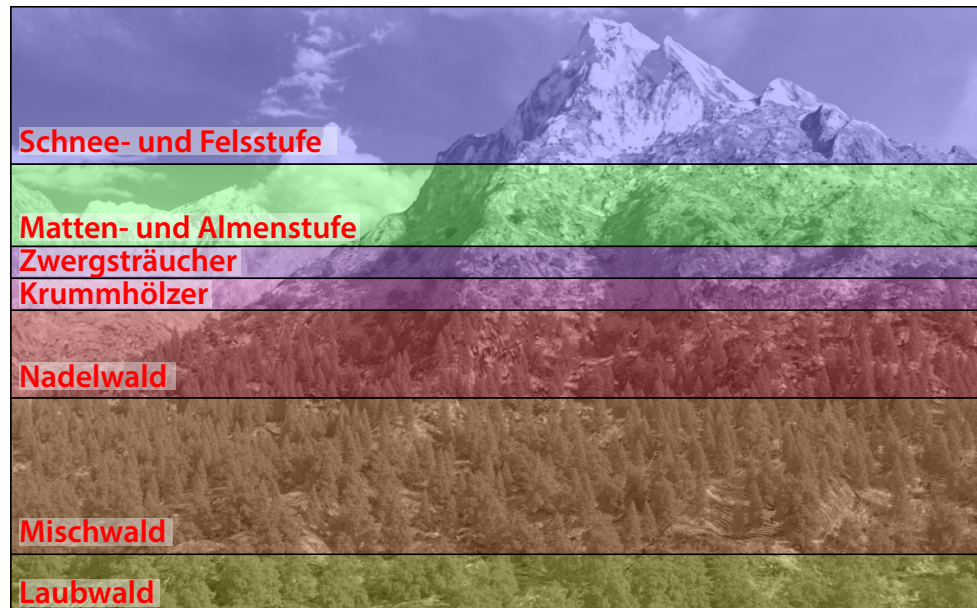 Schnee- und Felsstufe
Matten- und Almenstufe
Zwergsträucher
Krummhölzer
Nadelwald
Mischwald
Laubwald